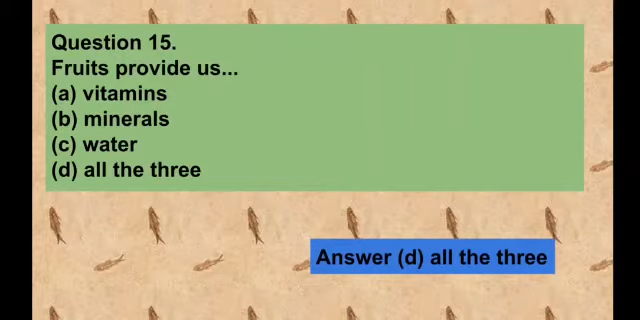 Question 15.
Fruits provide us...
(a) vitamins
(b) minerals
(c) water
(d) all the three
Answer (d) all the three